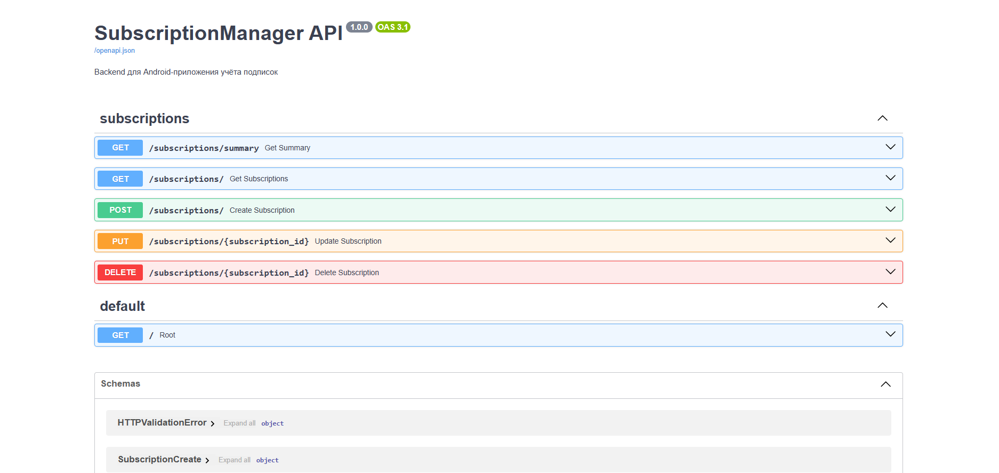 SubscriptionManager API 1.0.0 OAS 3.1
/openapi.json
Backend для Android-приложения учёта подписок
subscriptions
GET /subscriptions/summary Get Summary
GET /subscriptions/ Get Subscriptions
POST /subscriptions/ Create Subscription
PUT /subscriptions/{subscription_id} Update Subscription
DELETE /subscriptions/{subscription_id} Delete Subscription
default
GET / Root
Schemas
HTTPValidationError Expand all object
SubscriptionCreate Expand all object